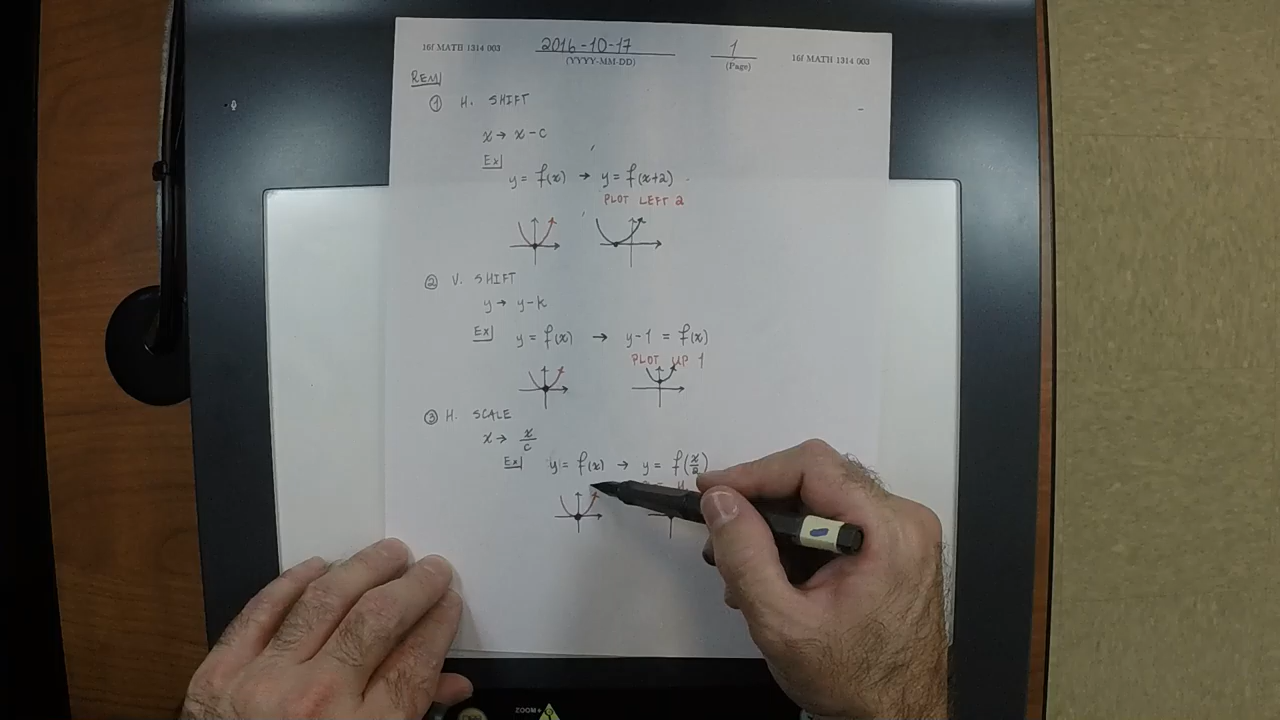 16f MATH 1314 003 2016-10-17 1 16f MATH 1314 003
(YYYY-MM-DD) (Page)
REM
① H. SHIFT
x → x-c
Ex
y = f(x) → y = f(x+2)
PLOT LEFT 2
② V. SHIFT
y → y-k
Ex y = f(x) → y-1 = f(x)
PLOT UP 1
③ H. SCALE
x → x/c
Ex y = f(x) → y = f(x/2)
ZOOM+